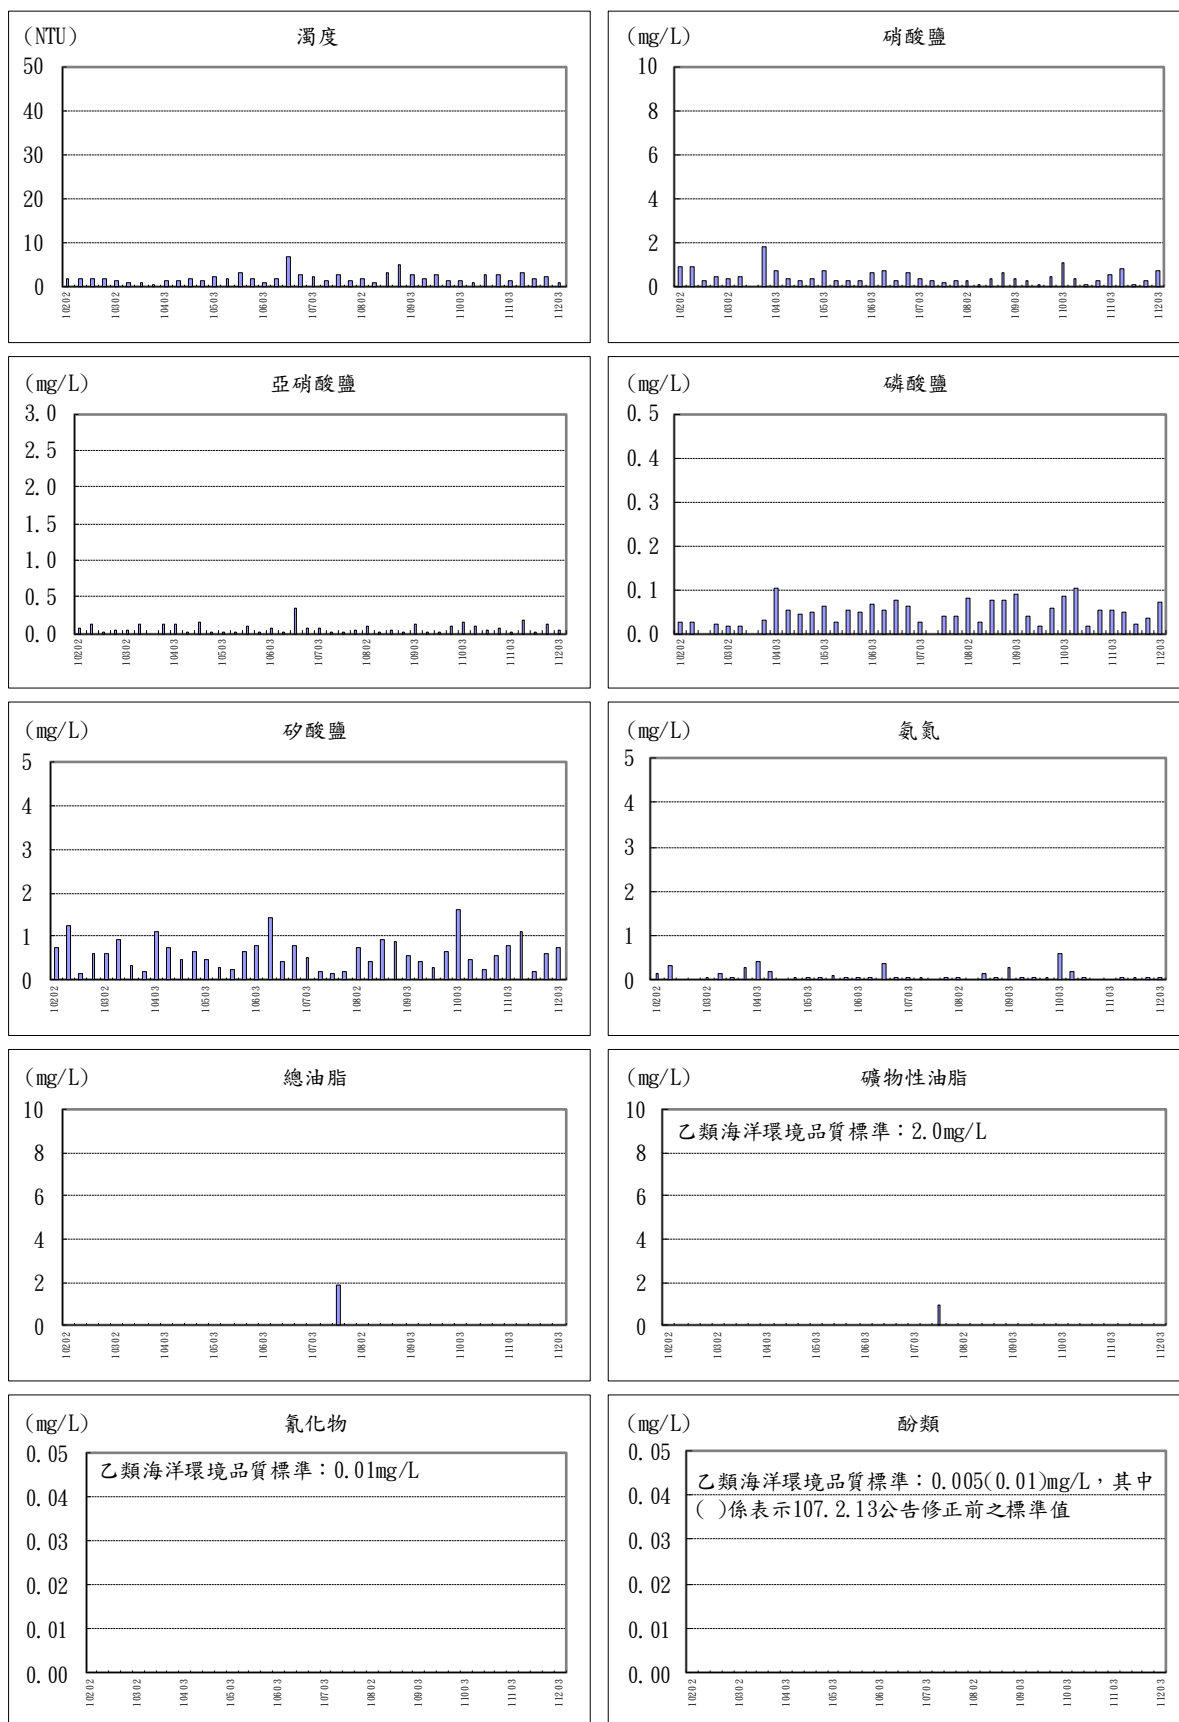 (NTU) 濁度
50
40
30
20
10
0
10202 10302 10403 10503 10603 10703 10802 10903 11003 11103 11203
(mg/L) 硝酸鹽
10
8
6
4
2
0
10202 10302 10403 10503 10603 10703 10802 10903 11003 11103 11203
(mg/L) 亞硝酸鹽
3.0
2.5
2.0
1.5
1.0
0.5
0.0
10202 10302 10403 10503 10603 10703 10802 10903 11003 11103 11203
(mg/L) 磷酸鹽
0.5
0.4
0.3
0.2
0.1
0.0
10202 10302 10403 10503 10603 10703 10802 10903 11003 11103 11203
(mg/L) 矽酸鹽
5
4
3
2
1
0
10202 10302 10403 10503 10603 10703 10802 10903 11003 11103 11203
(mg/L) 氨氮
5
4
3
2
1
0
10202 10302 10403 10503 10603 10703 10802 10903 11003 11103 11203
(mg/L) 總油脂
10
8
6
4
2
0
10202 10302 10403 10503 10603 10703 10802 10903 11003 11103 11203
(mg/L) 礦物性油脂
10
乙類海洋環境品質標準：2.0mg/L
8
6
4
2
0
10202 10302 10403 10503 10603 10703 10802 10903 11003 11103 11203
(mg/L) 氰化物
0.05
乙類海洋環境品質標準：0.01mg/L
0.04
0.03
0.02
0.01
0.00
10202 10302 10403 10503 10603 10703 10802 10903 11003 11103 11203
(mg/L) 酚類
0.05
乙類海洋環境品質標準：0.005(0.01)mg/L，其中
0.04
( )係表示107.2.13公告修正前之標準值
0.03
0.02
0.01
0.00
10202 10302 10403 10503 10603 10703 10802 10903 11003 11103 11203